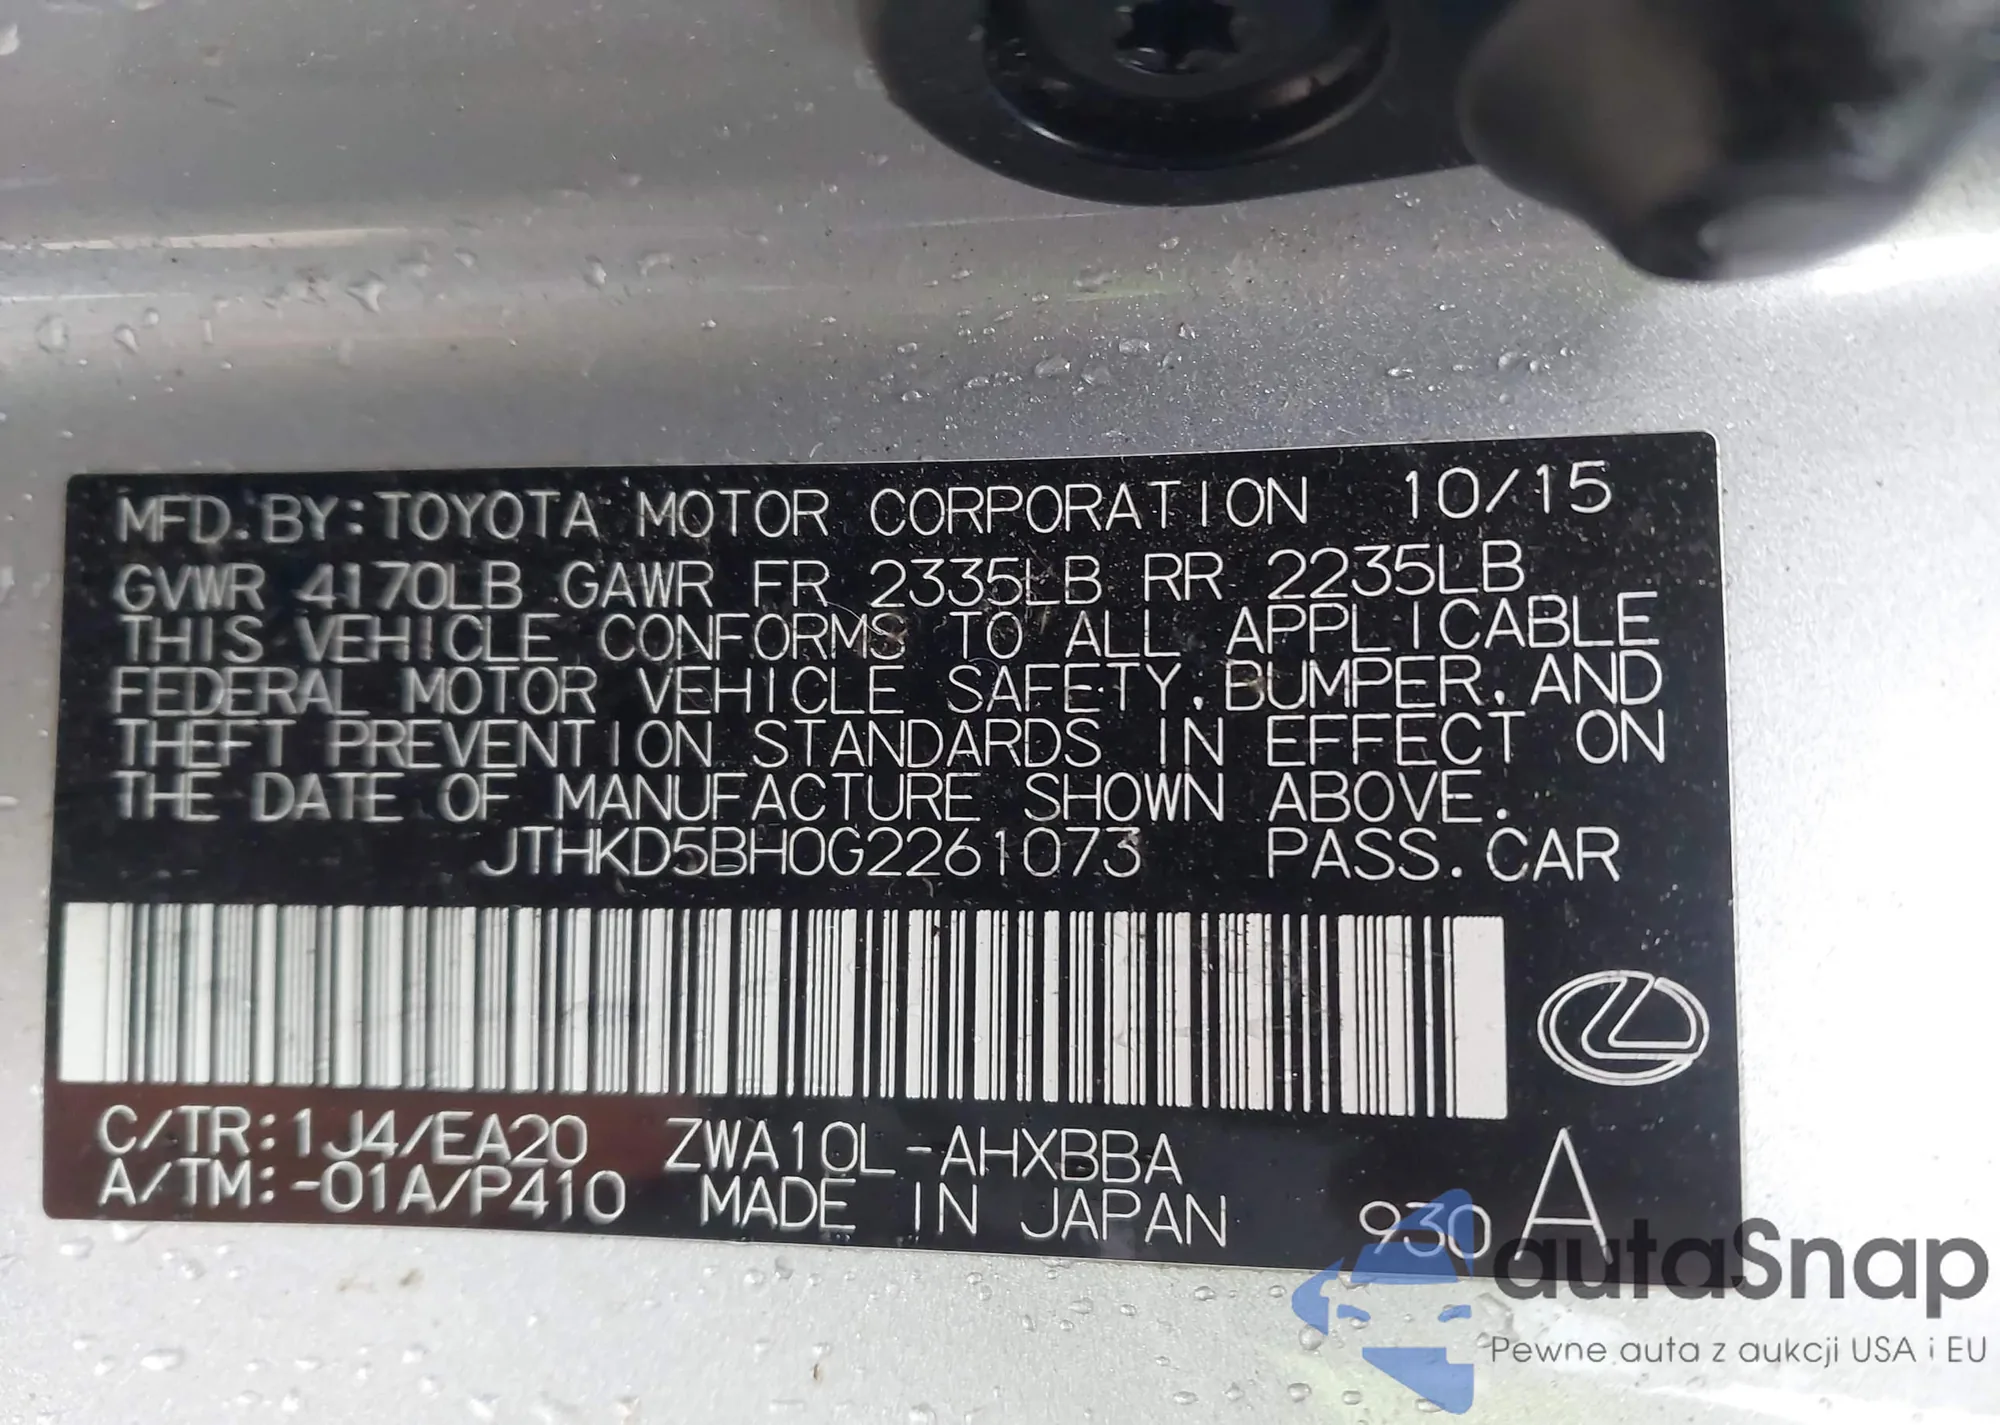 MFD. BY: TOYOTA MOTOR CORPORATION 10/15
GVWR 4170LB GAWR FR 2335LB RR 2235LB
THIS VEHICLE CONFORMS TO ALL APPLICABLE
FEDERAL MOTOR VEHICLE SAFETY, BUMPER, AND
THEFT PREVENTION STANDARDS IN EFFECT ON
THE DATE OF MANUFACTURE SHOWN ABOVE.
JTHKD5BH0G2261073 PASS. CAR
C/TR: 1J4/EA20 ZWA10L-AHXBBA
A/TM: -01A/P410 MADE IN JAPAN 930 A
autaSnap
Pewne auta z aukcji USA i EU